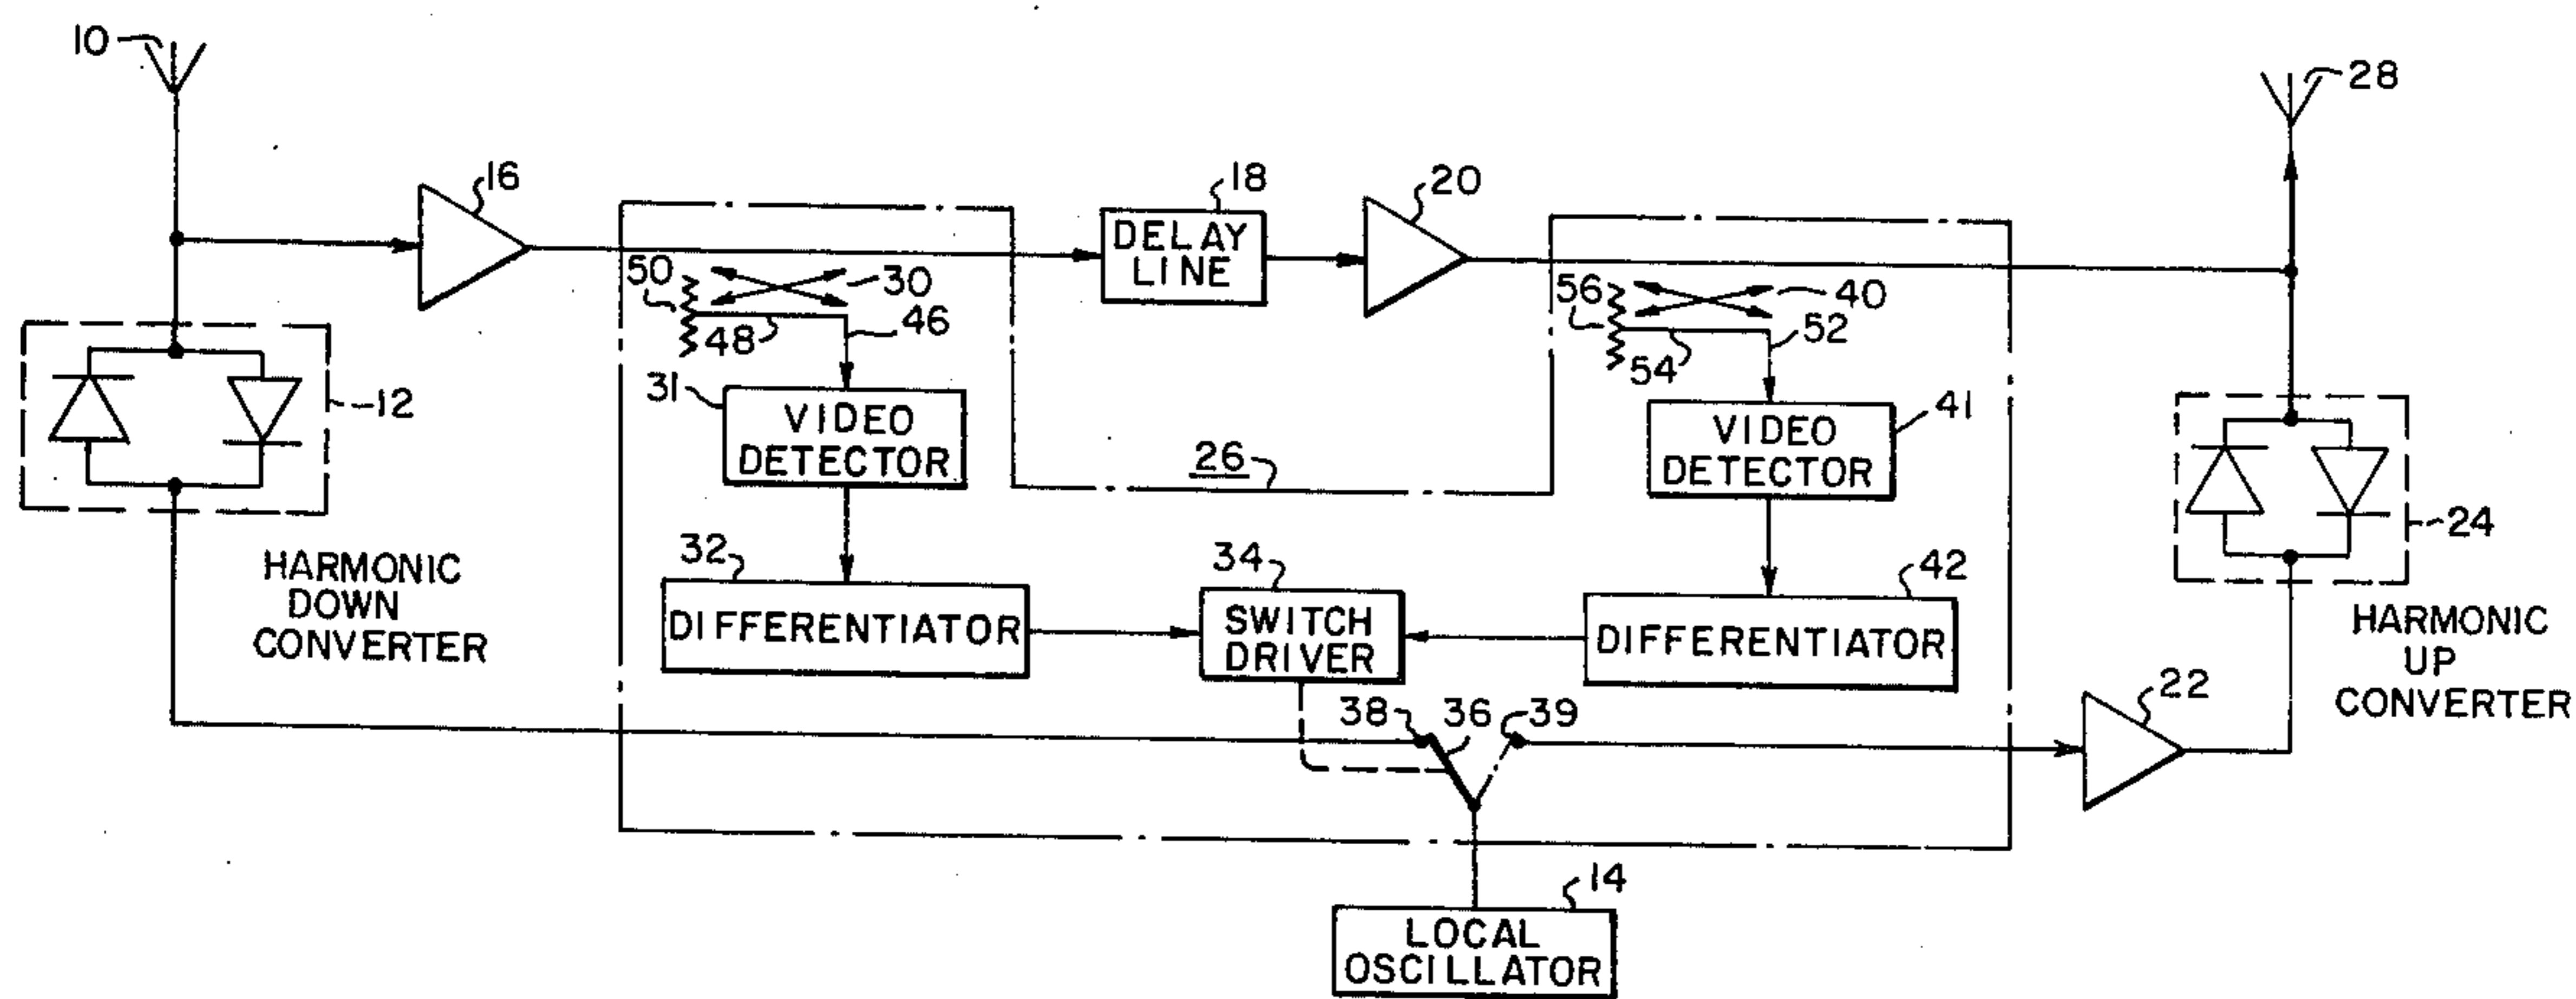 10
28
16
18
20
DELAY
LINE
50
30
48
46
56
40
54
52
12
31
VIDEO
DETECTOR
26
VIDEO
DETECTOR
41
24
HARMONIC
DOWN
CONVERTER
32
DIFFERENTIATOR
34
SWITCH
DRIVER
42
DIFFERENTIATOR
HARMONIC
UP
CONVERTER
38
36
39
22
14
LOCAL
OSCILLATOR